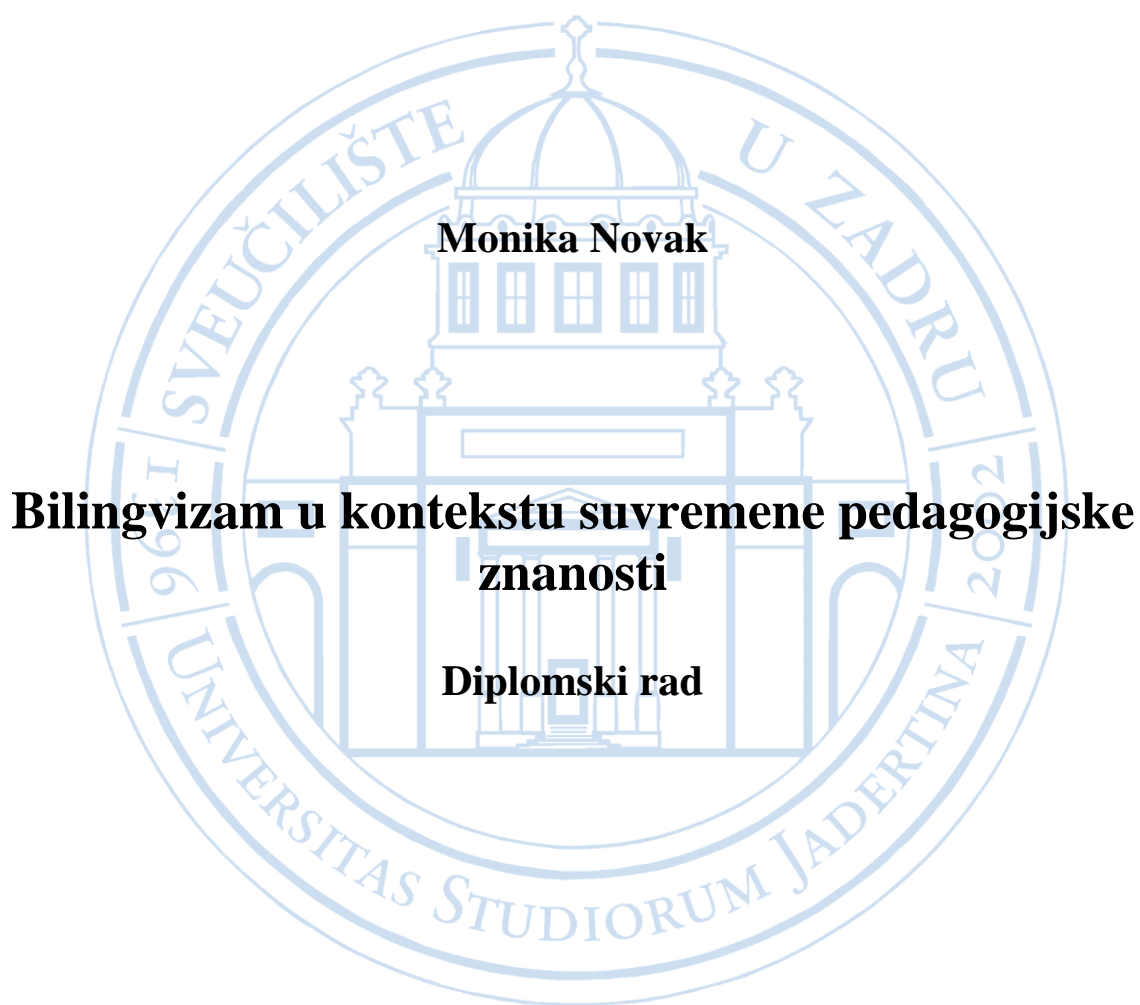 SVEUČILIŠTE U ZADRU
Monika Novak
Bilingvizam u kontekstu suvremene pedagogijske
znanosti
Diplomski rad
1396
2002
UNIVERSITAS STUDIORUM JADERTINA